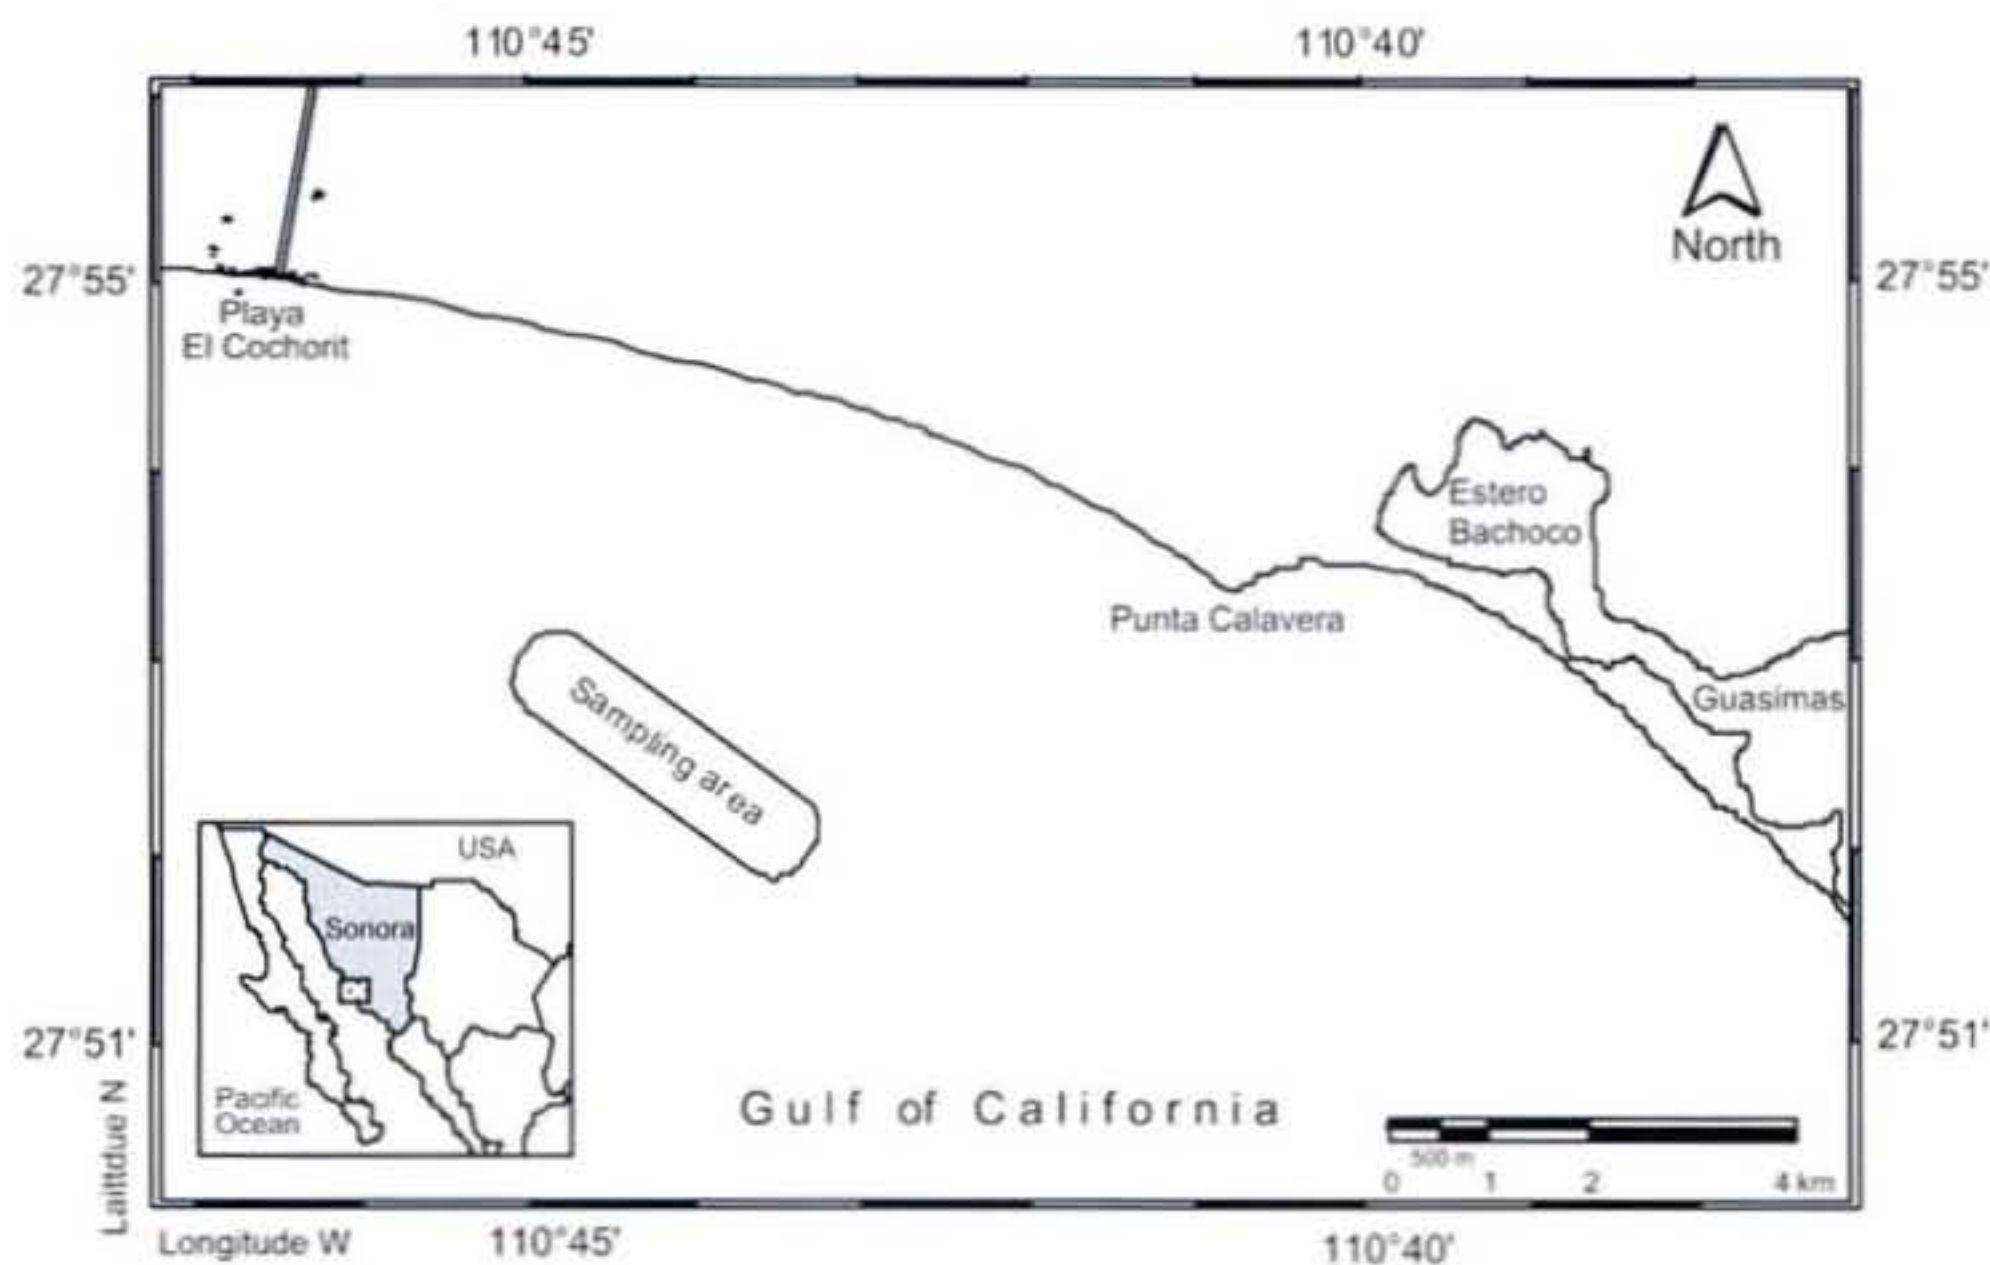 110°45'
110°40'
North
27°55'
27°55'
Playa
El Cochorit
Estero
Bachoco
Punta Calavera
Guasimas
Sampling area
USA
Sonora
Pacific
Ocean
27°51'
27°51'
Gulf of California
500 m
0 1 2 4 km
Laittdue N
Longitude W
110°45'
110°40'